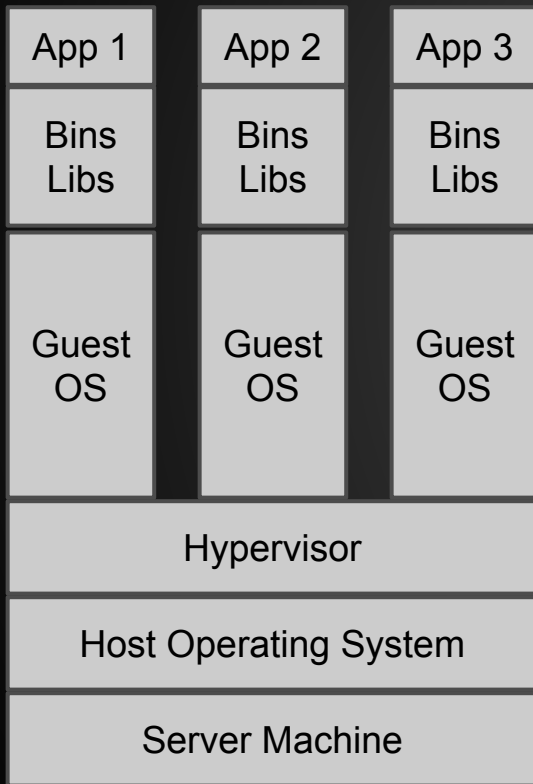 App 1
App 2
App 3
Bins
Libs
Bins
Libs
Bins
Libs
Guest
OS
Guest
OS
Guest
OS
Hypervisor
Host Operating System
Server Machine